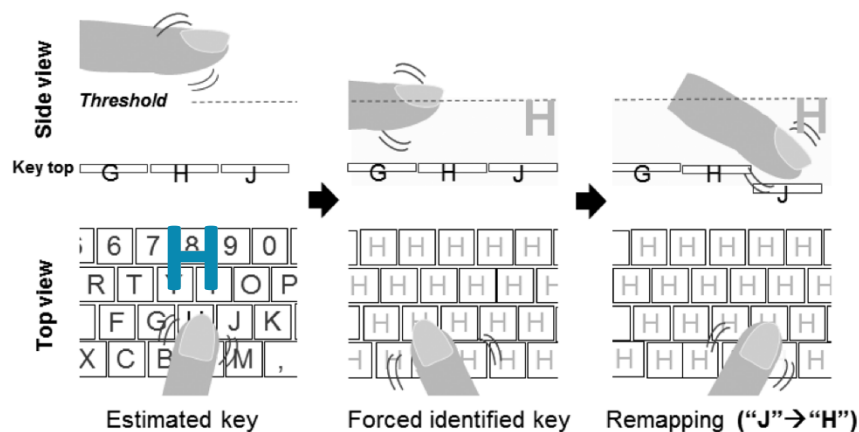 Side view
Threshold
H
H
Key top
G H J
G H J
G H J
Top view
6 7 8 9 0
H
R T O P
F G H J K
X C B M ,
H H H H H
H H H H H H
H H H H H
H H H H
H H H H H
H H H H H H
H H H H H
H H H H
Estimated key
Forced identified key
Remapping ("J"→"H")